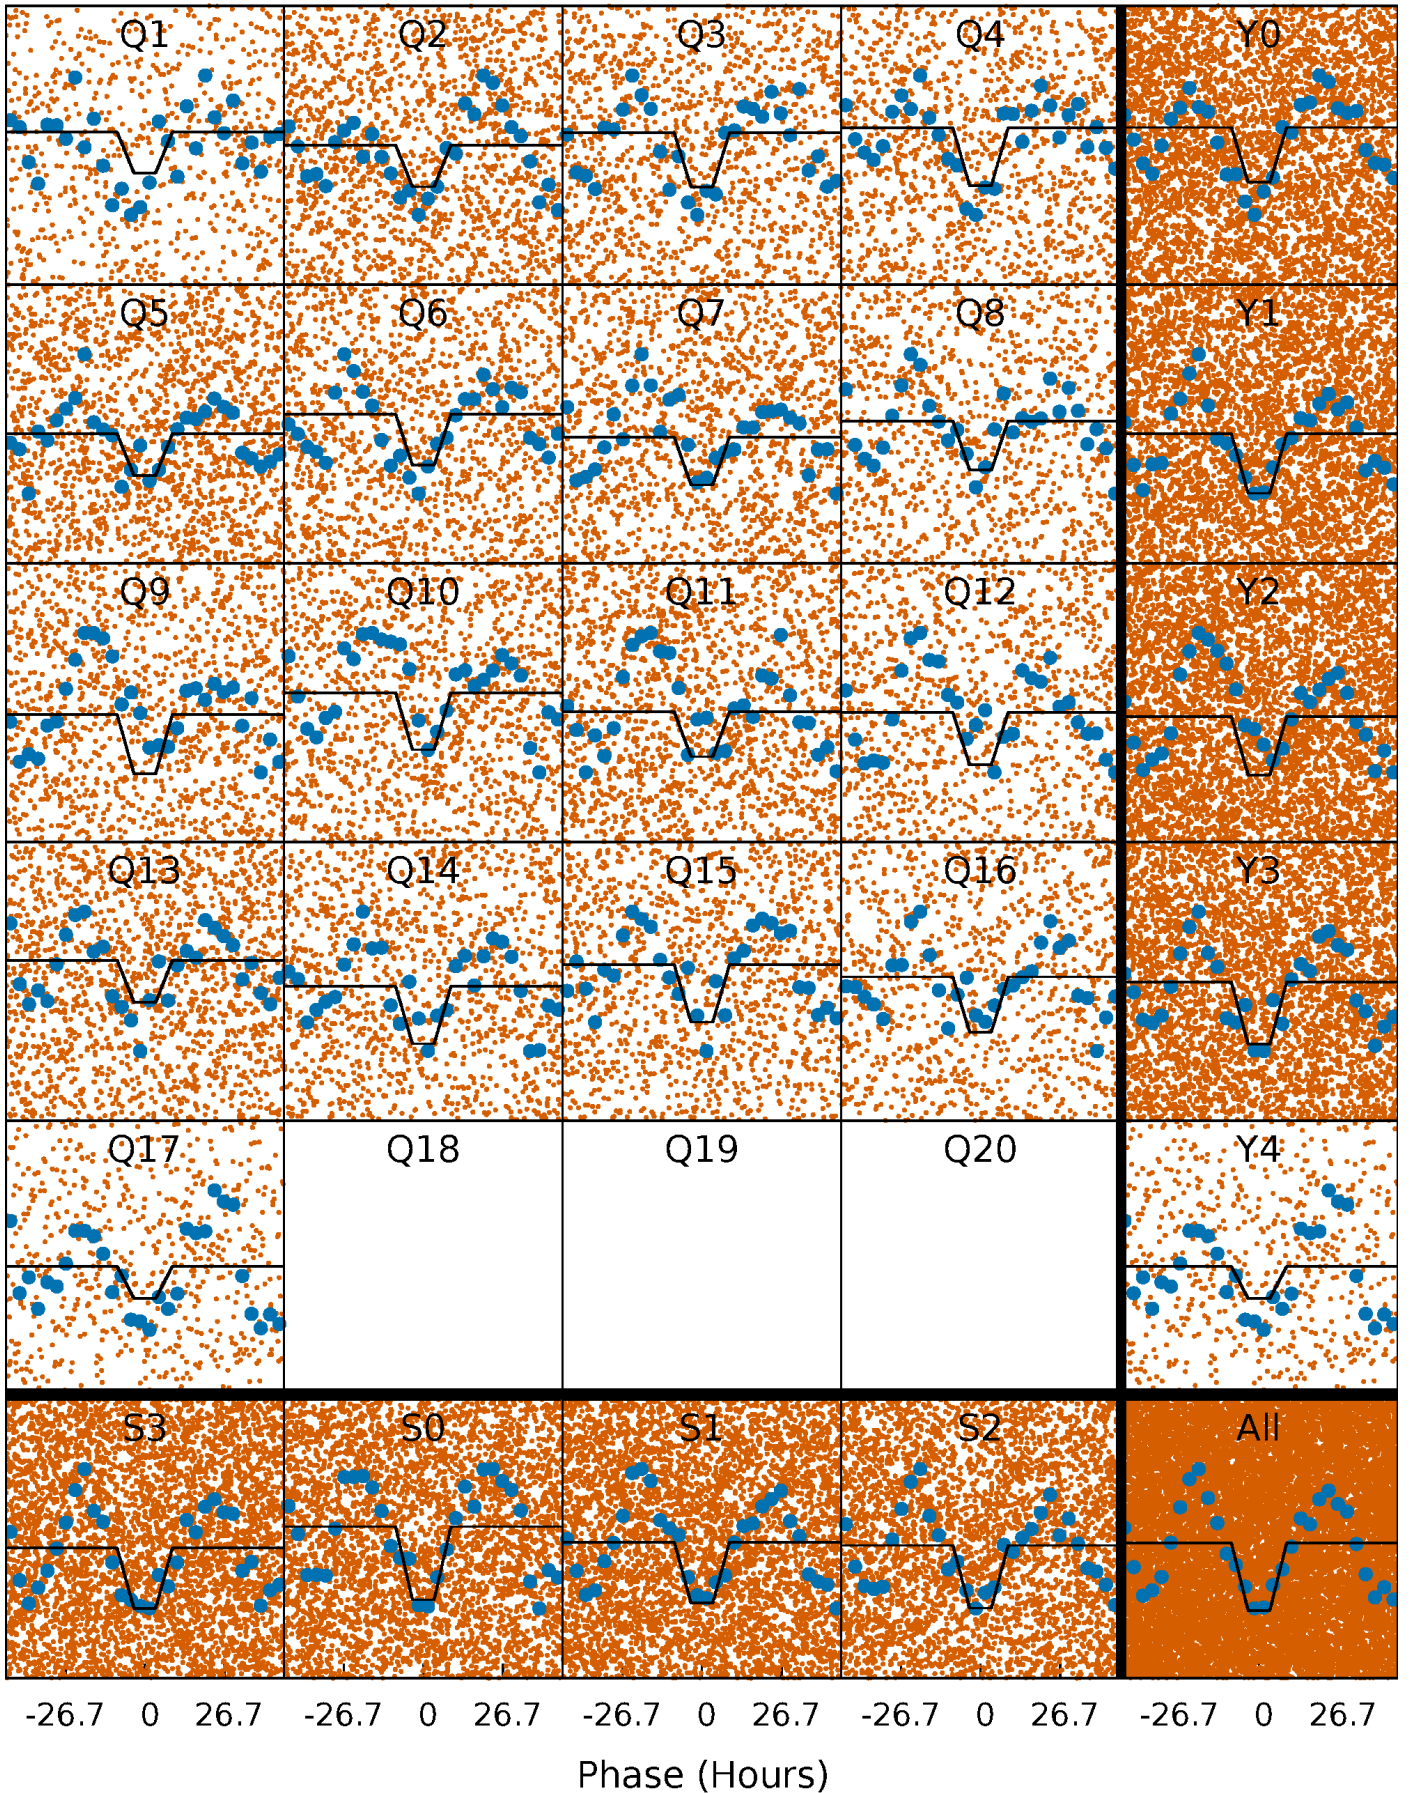 Q1 Q2 Q3 Q4 Y0
Q5 Q6 Q7 Q8 Y1
Q9 Q10 Q11 Q12 Y2
Q13 Q14 Q15 Q16 Y3
Q17 Q18 Q19 Q20 Y4
S3 S0 S1 S2 All
-26.7 0 26.7 -26.7 0 26.7 -26.7 0 26.7 -26.7 0 26.7 -26.7 0 26.7
Phase (Hours)